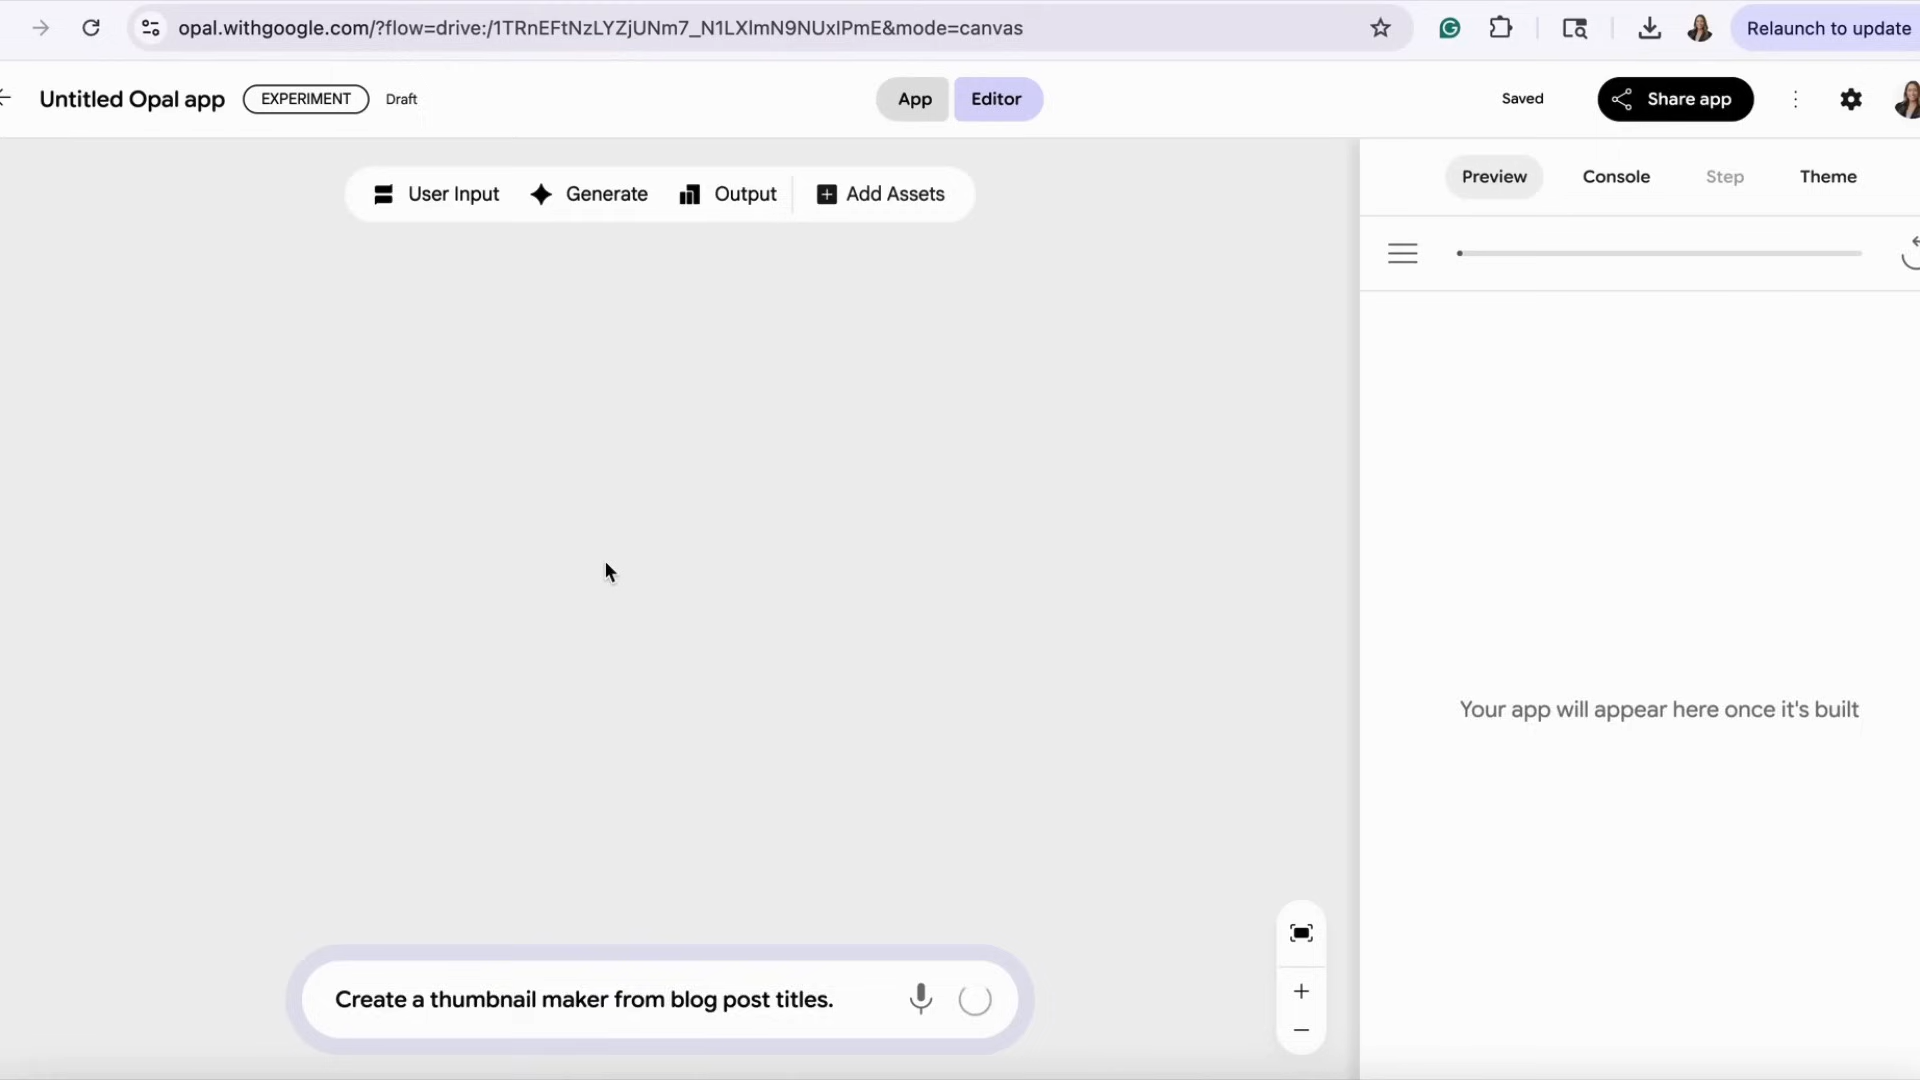 opal.withgoogle.com/?flow=drive:/1TRnEFtNzLYZjUNm7_N1LXlmN9NUxIPmE&mode=canvas
Relaunch to update
Untitled Opal app
EXPERIMENT
Draft
App
Editor
Saved
Share app
User Input
Generate
Output
Add Assets
Preview
Console
Step
Theme
Your app will appear here once it's built
Create a thumbnail maker from blog post titles.